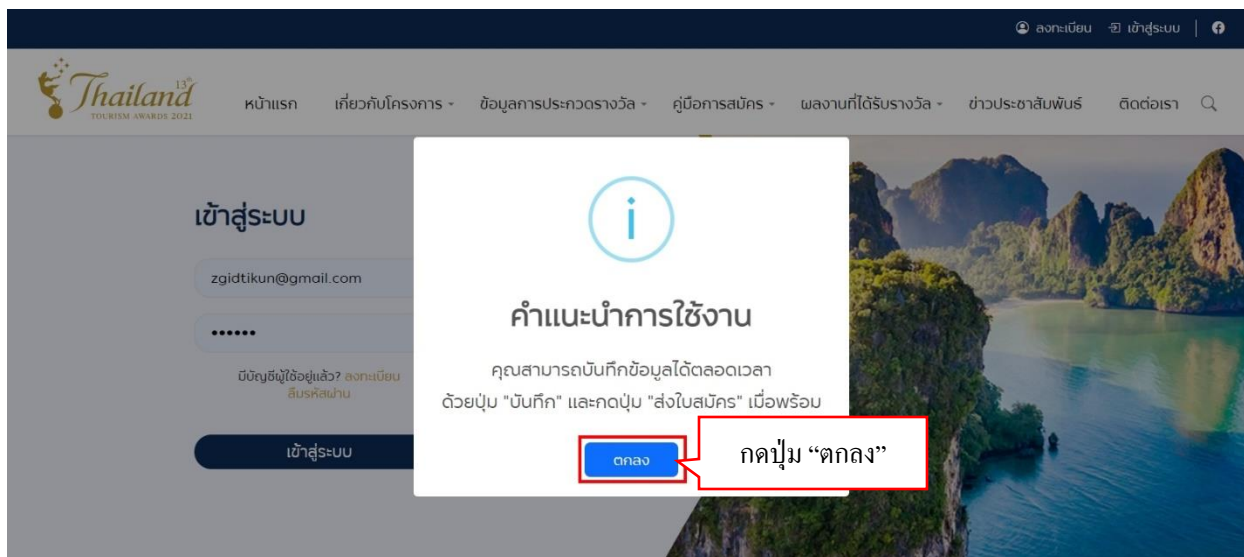 ลงทะเบียน เข้าสู่ระบบ
Thailand 13th
TOURISM AWARDS 2021
หน้าแรก เกี่ยวกับโครงการ ข้อมูลการประกวดรางวัล คู่มือการสมัคร ผลงานที่ได้รับรางวัล ข่าวประชาสัมพันธ์ ติดต่อเรา
เข้าสู่ระบบ
zgidtikun@gmail.com
••••••
มีบัญชีผู้ใช้อยู่แล้ว? ลงทะเบียน
ลืมรหัสผ่าน
เข้าสู่ระบบ
i
คำแนะนำการใช้งาน
คุณสามารถบันทึกข้อมูลได้ตลอดเวลา
ด้วยปุ่ม "บันทึก" และกดปุ่ม "ส่งใบสมัคร" เมื่อพร้อม
ตกลง
กดปุ่ม “ตกลง”